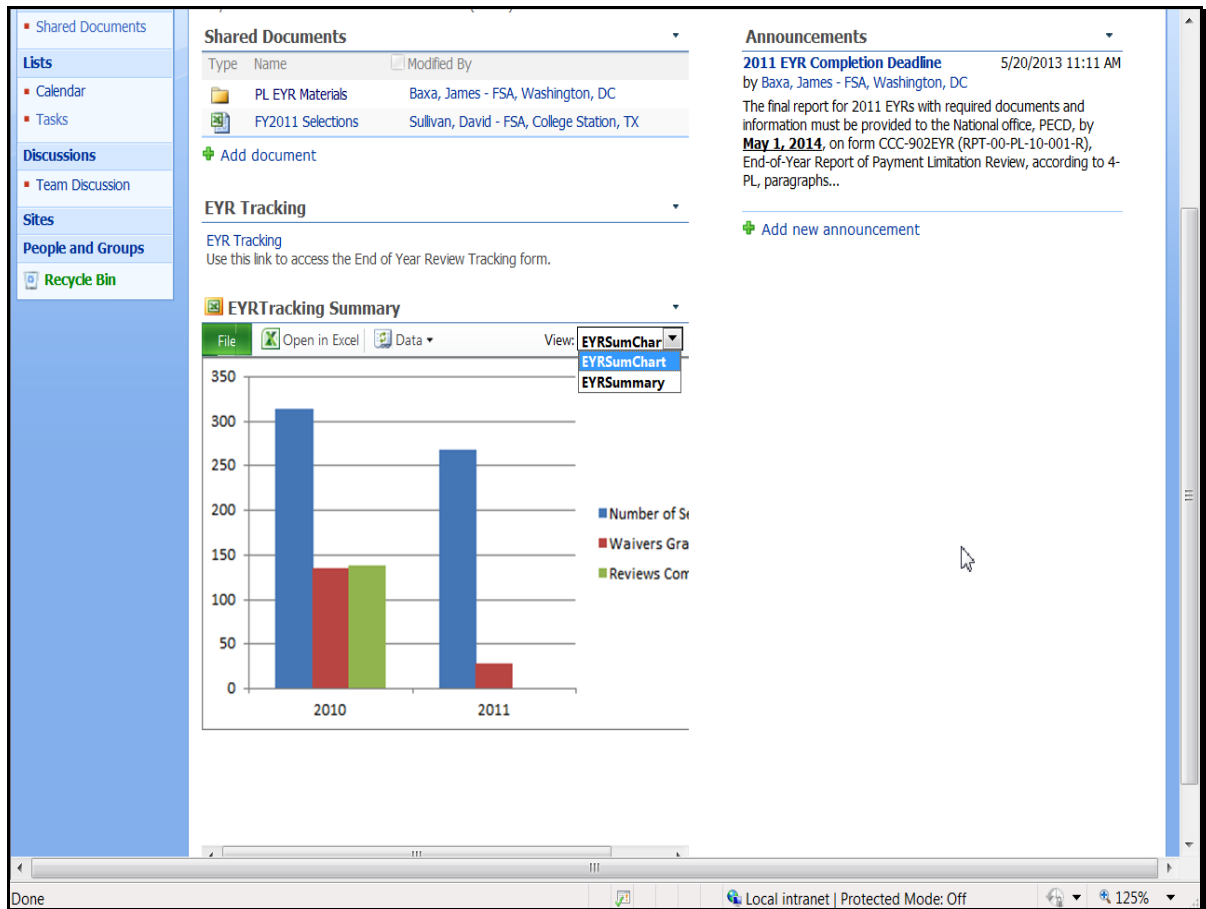 Shared Documents
Lists
Calendar
Tasks
Discussions
Team Discussion
Sites
People and Groups
Recycle Bin
Shared Documents
Type Name Modified By
PL EYR Materials Baxa, James - FSA, Washington, DC
FY2011 Selections Sullivan, David - FSA, College Station, TX
Add document
EYR Tracking
EYR Tracking
Use this link to access the End of Year Review Tracking form.
EYRTracking Summary
File Open in Excel Data View: EYRSumChar
EYRSumChart
EYRSummary
350
300
250
200
150
100
50
0
2010 2011
Number of Se
Waivers Gra
Reviews Com
Announcements
2011 EYR Completion Deadline 5/20/2013 11:11 AM
by Baxa, James - FSA, Washington, DC
The final report for 2011 EYRs with required documents and
information must be provided to the National office, PECD, by
May 1, 2014, on form CCC-902EYR (RPT-00-PL-10-001-R),
End-of-Year Report of Payment Limitation Review, according to 4-
PL, paragraphs...
Add new announcement
Done Local intranet | Protected Mode: Off 125%